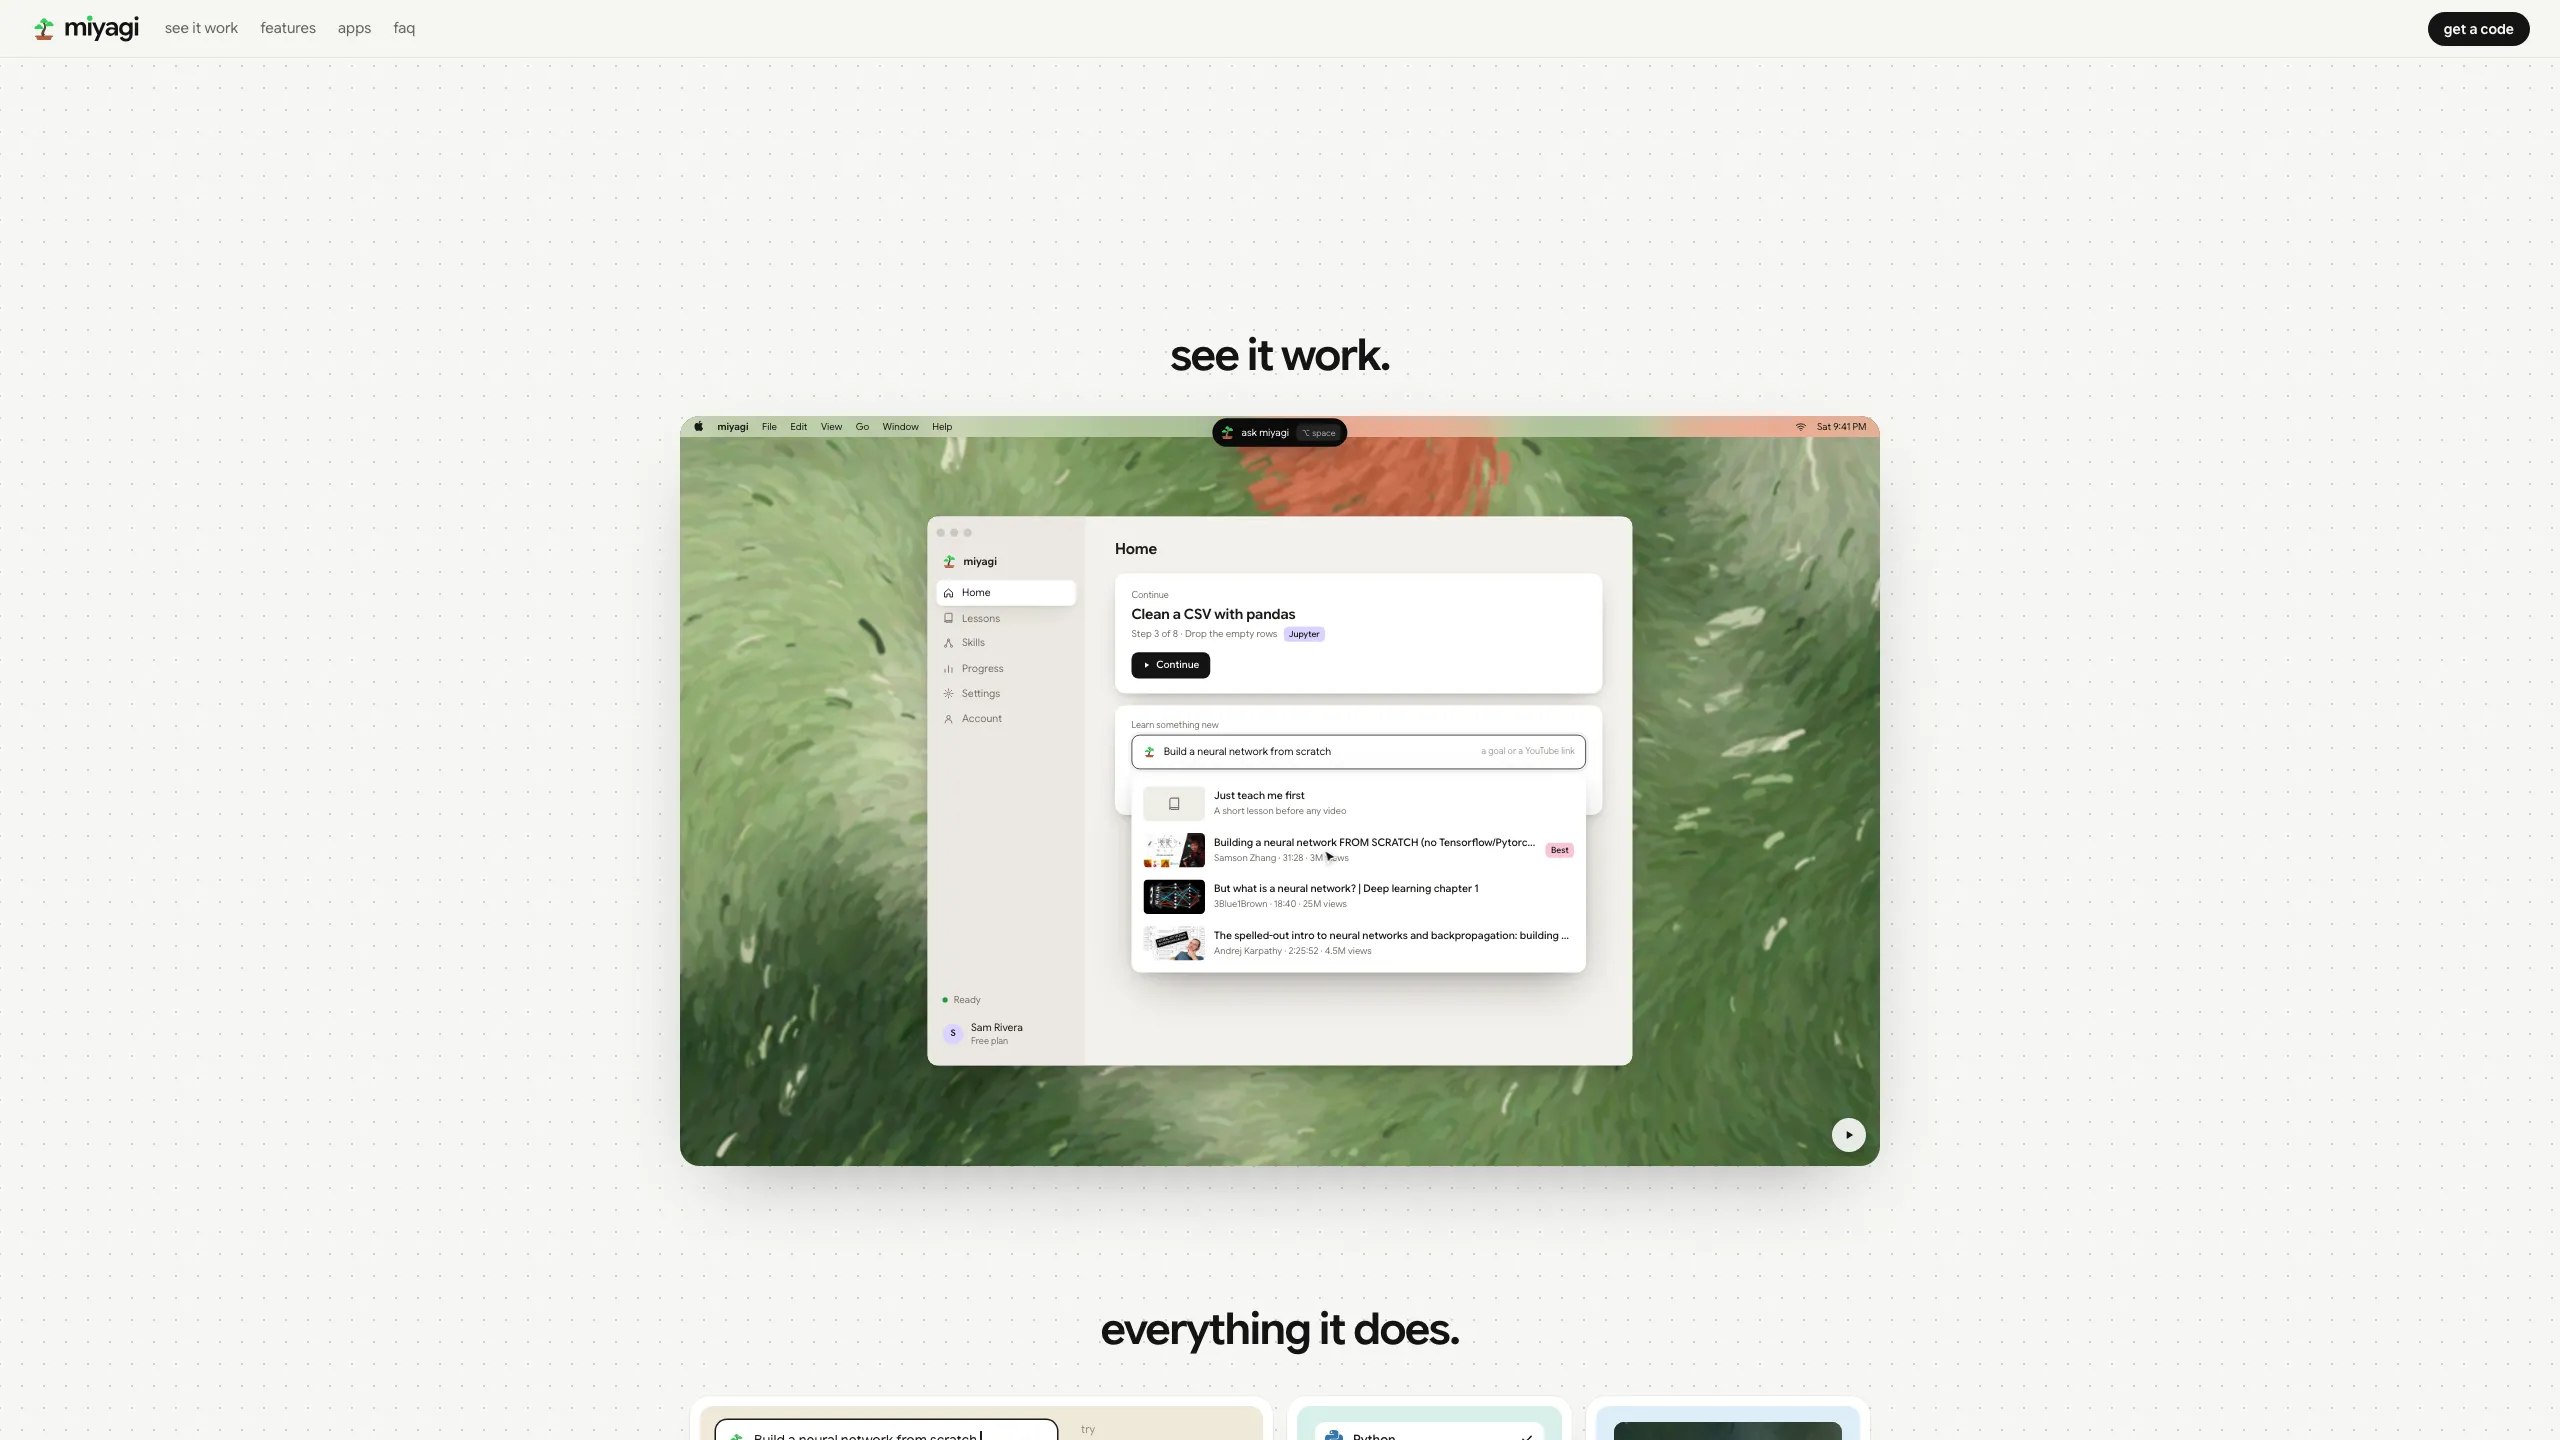 miyagi see it work features apps faq get a code
see it work.
miyagi File Edit View Go Window Help ask miyagi ⌥ space Sat 9:41 PM
miyagi
Home
Lessons
Skills
Progress
Settings
Account
Ready
S Sam Rivera
Free plan
Home
Continue
Clean a CSV with pandas
Step 3 of 8 · Drop the empty rows Jupyter
Continue
Learn something new
Build a neural network from scratch a goal or a YouTube link
Just teach me first
A short lesson before any video
Building a neural network FROM SCRATCH (no Tensorflow/Pytorc... Best
Samson Zhang · 31:28 · 3M
But what is a neural network? | Deep learning chapter 1
3Blue1Brown · 18:40 · 25M views
The spelled-out intro to neural networks and backpropagation: building ...
Andrej Karpathy · 2:25:52 · 4.5M views
everything it does.
try
Build a neural network from scratch
Python